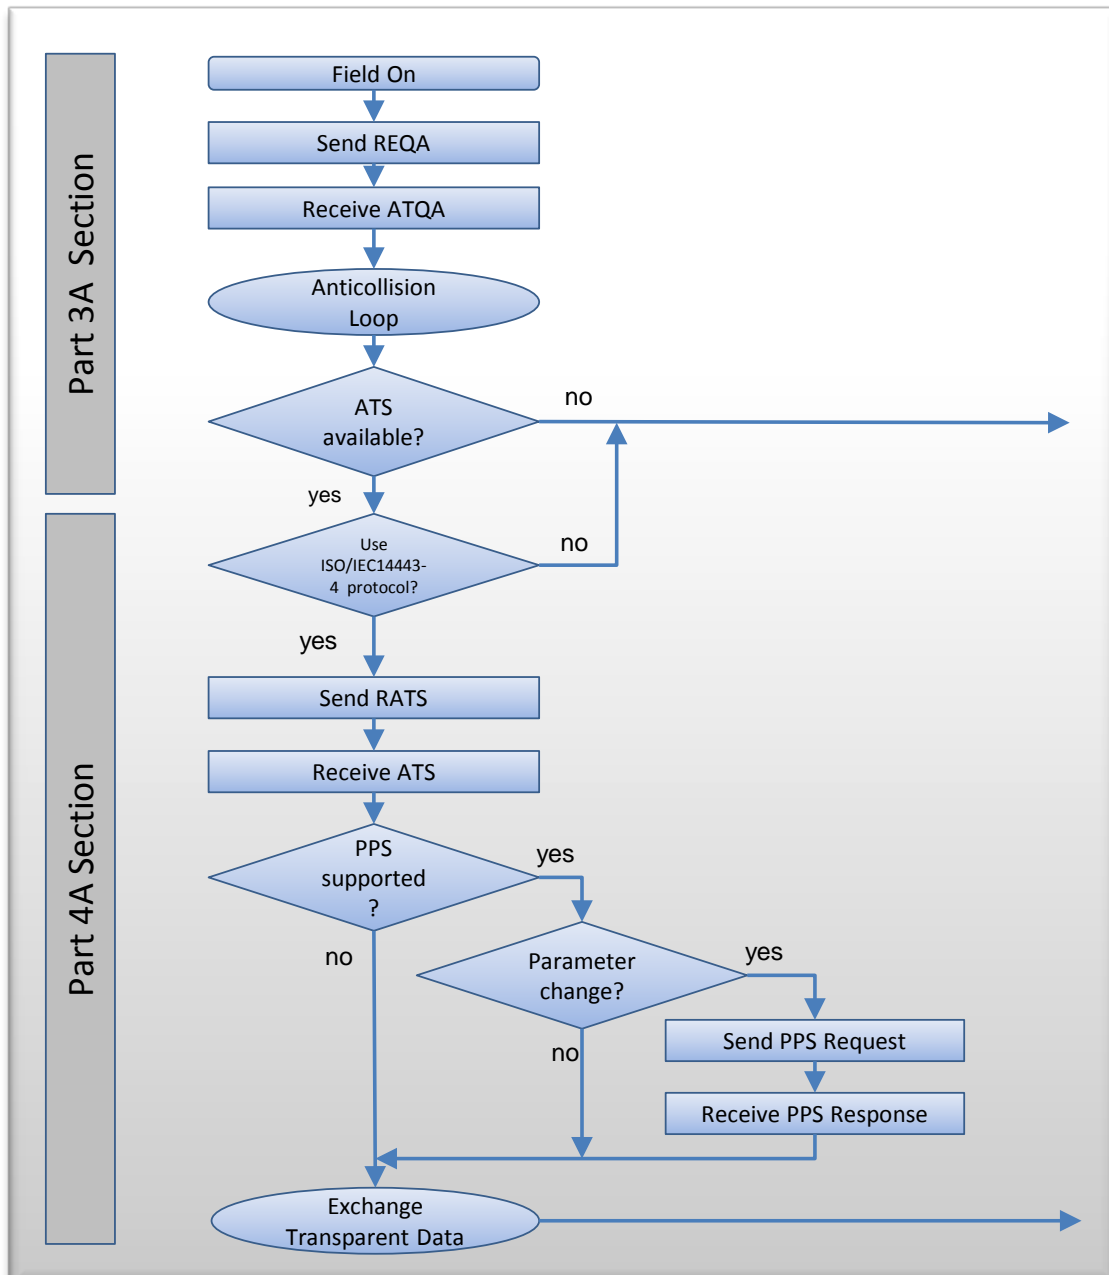 Part 3A  Section
Field On
Send REQA
Receive ATQA
Anticollision
Loop
ATS
available?
no
yes
Part 4A Section
Use
ISO/IEC14443-
4  protocol?
no
yes
Send RATS
Receive ATS
PPS
supported
?
yes
no
Parameter
change?
yes
no
Send PPS Request
Receive PPS Response
Exchange
Transparent Data